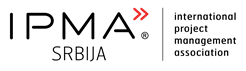 IPMA®
SRBIJA
international
project
management
association